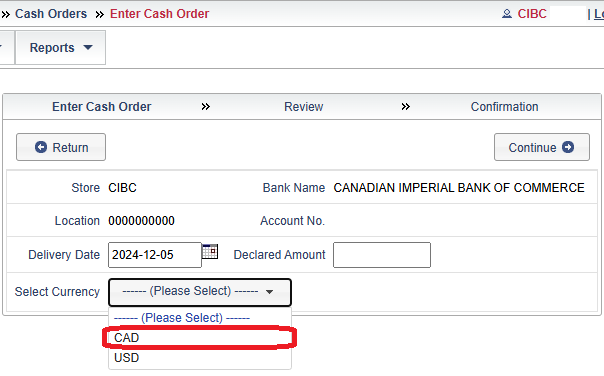 » Cash Orders » Enter Cash Order CIBC | Lo
Reports
Enter Cash Order » Review » Confirmation
Return Continue
Store CIBC Bank Name CANADIAN IMPERIAL BANK OF COMMERCE
Location 0000000000 Account No.
Delivery Date 2024-12-05 Declared Amount
Select Currency ------ (Please Select) ------
------ (Please Select) ------
CAD
USD